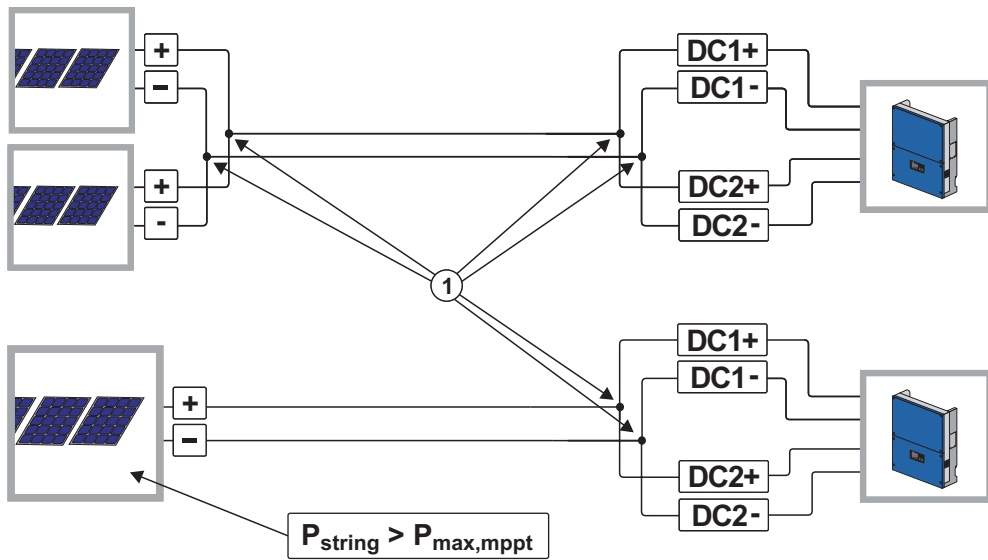 +
DC1+
−
DC1-
+
DC2+
-
DC2-
1
DC1+
DC1-
+
−
DC2+
DC2-
Pstring > Pmax,mppt